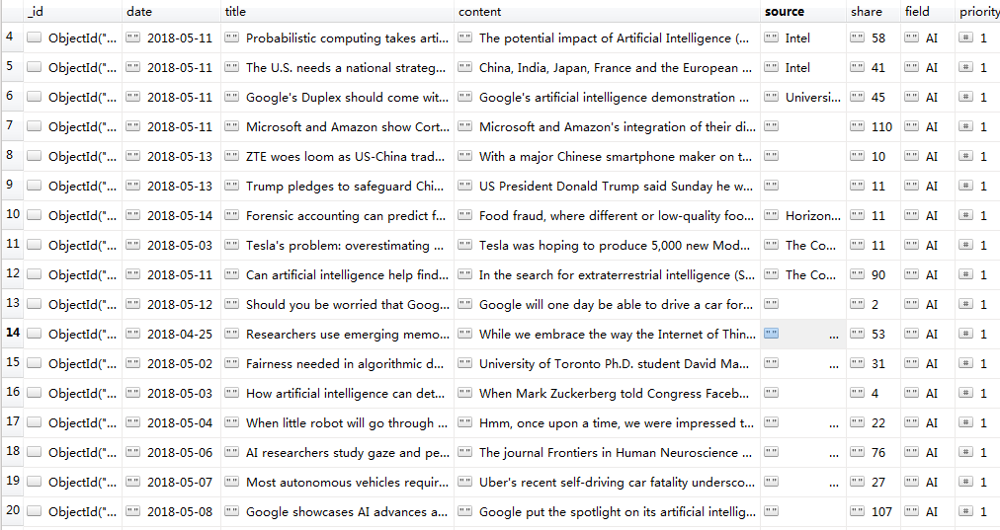 _id date title content source share field priority
4 ObjectId("... "" 2018-05-11 "" Probabilistic computing takes arti... "" The potential impact of Artificial Intelligence (... "" Intel "" 58 "" AI # 1
5 ObjectId("... "" 2018-05-11 "" The U.S. needs a national strateg... "" China, India, Japan, France and the European ... "" Intel "" 41 "" AI # 1
6 ObjectId("... "" 2018-05-11 "" Google's Duplex should come wit... "" Google's artificial intelligence demonstration ... "" Universi... "" 45 "" AI # 1
7 ObjectId("... "" 2018-05-11 "" Microsoft and Amazon show Cort... "" Microsoft and Amazon's integration of their di... "" "" 110 "" AI # 1
8 ObjectId("... "" 2018-05-13 "" ZTE woes loom as US-China trad... "" With a major Chinese smartphone maker on t... "" "" 10 "" AI # 1
9 ObjectId("... "" 2018-05-13 "" Trump pledges to safeguard Chi... "" US President Donald Trump said Sunday he w... "" "" 11 "" AI # 1
10 ObjectId("... "" 2018-05-14 "" Forensic accounting can predict f... "" Food fraud, where different or low-quality foo... "" Horizon... "" 11 "" AI # 1
11 ObjectId("... "" 2018-05-03 "" Tesla's problem: overestimating ... "" Tesla was hoping to produce 5,000 new Mod... "" The Co... "" 11 "" AI # 1
12 ObjectId("... "" 2018-05-11 "" Can artificial intelligence help find... "" In the search for extraterrestrial intelligence (S... "" The Co... "" 90 "" AI # 1
13 ObjectId("... "" 2018-05-12 "" Should you be worried that Goog... "" Google will one day be able to drive a car for... "" "" 2 "" AI # 1
14 ObjectId("... "" 2018-04-25 "" Researchers use emerging memo... "" While we embrace the way the Internet of Thin... "" ... "" 53 "" AI # 1
15 ObjectId("... "" 2018-05-02 "" Fairness needed in algorithmic d... "" University of Toronto Ph.D. student David Ma... "" ... "" 31 "" AI # 1
16 ObjectId("... "" 2018-05-03 "" How artificial intelligence can det... "" When Mark Zuckerberg told Congress Faceb... "" "" 4 "" AI # 1
17 ObjectId("... "" 2018-05-04 "" When little robot will go through ... "" Hmm, once upon a time, we were impressed t... "" ... "" 22 "" AI # 1
18 ObjectId("... "" 2018-05-06 "" AI researchers study gaze and pe... "" The journal Frontiers in Human Neuroscience ... "" ... "" 76 "" AI # 1
19 ObjectId("... "" 2018-05-07 "" Most autonomous vehicles requir... "" Uber's recent self-driving car fatality undersco... "" ... "" 27 "" AI # 1
20 ObjectId("... "" 2018-05-08 "" Google showcases AI advances a... "" Google put the spotlight on its artificial intellig... "" "" 107 "" AI # 1